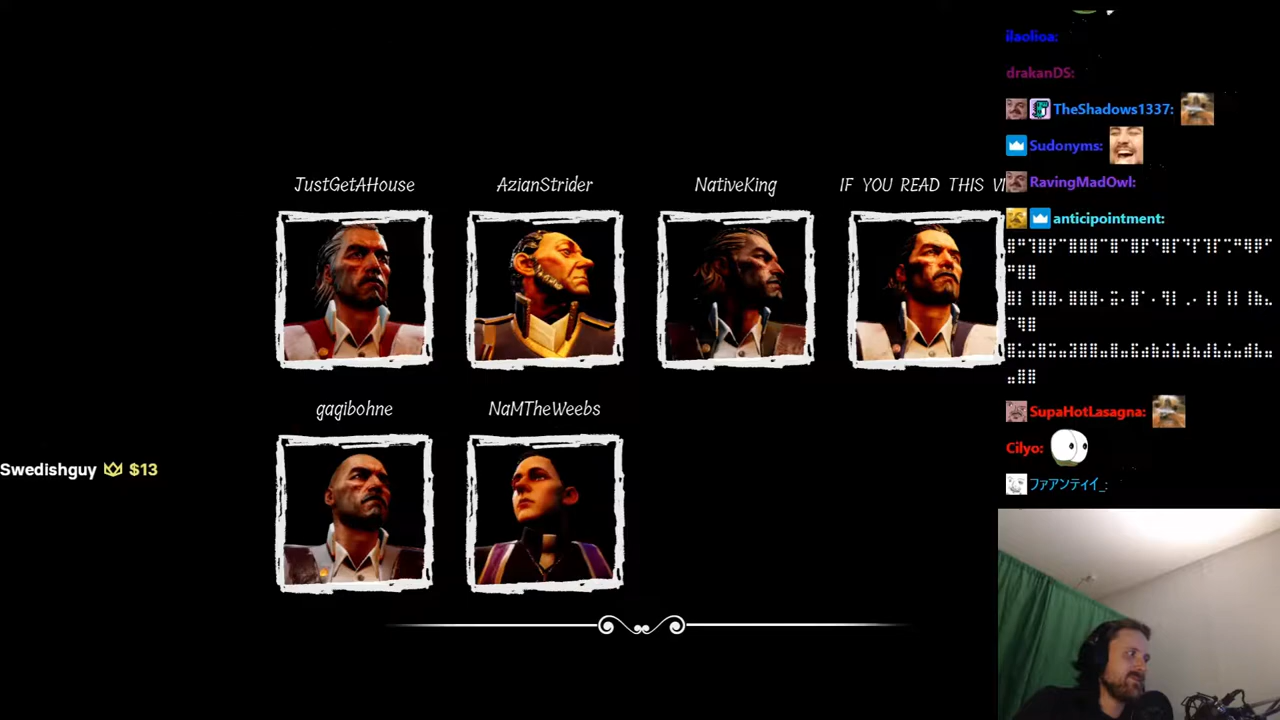 ilaolioa:
drakanDS:
TheShadows1337:
Sudonyms:
RavingMadOwl:
anticipointment:
SupaHotLasagna:
Cilyo:
ファアンティイ_:
JustGetAHouse
AzianStrider
NativeKing
IF YOU READ THIS
gagibohne
NaMTheWeebs
Swedishguy $13